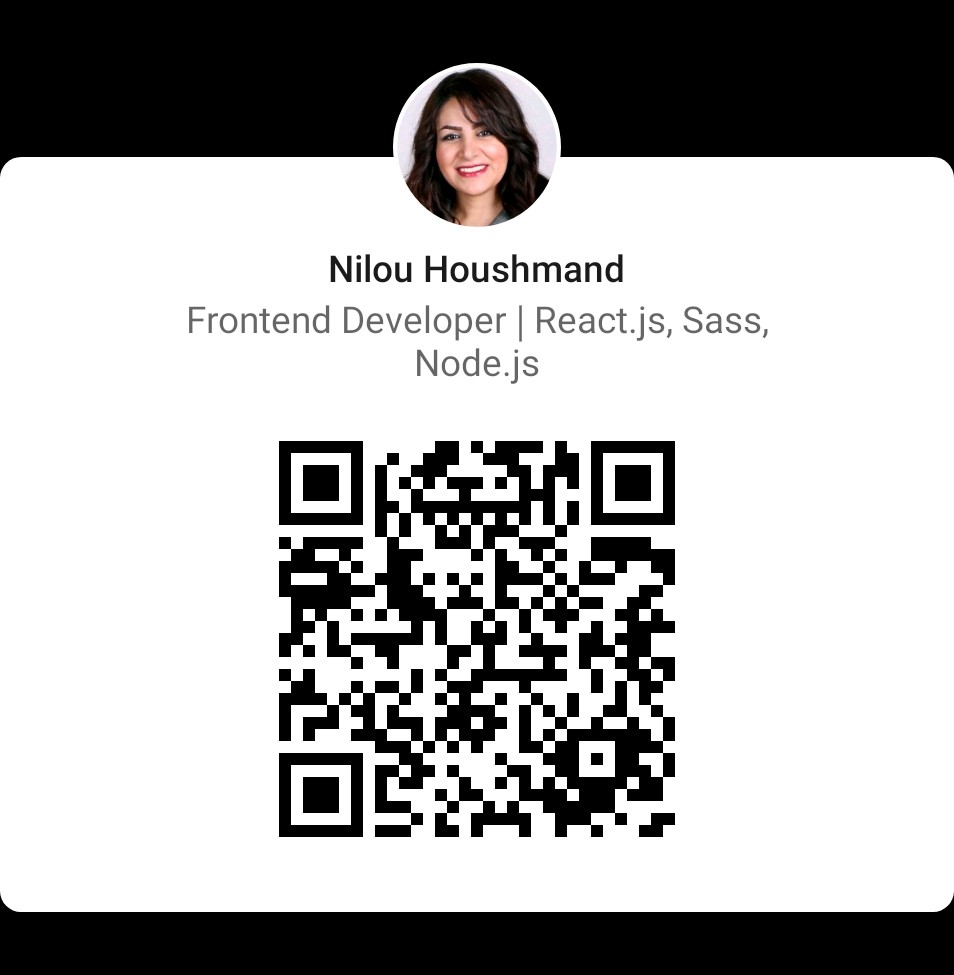 Nilou Houshmand
Frontend Developer | React.js, Sass,
Node.js